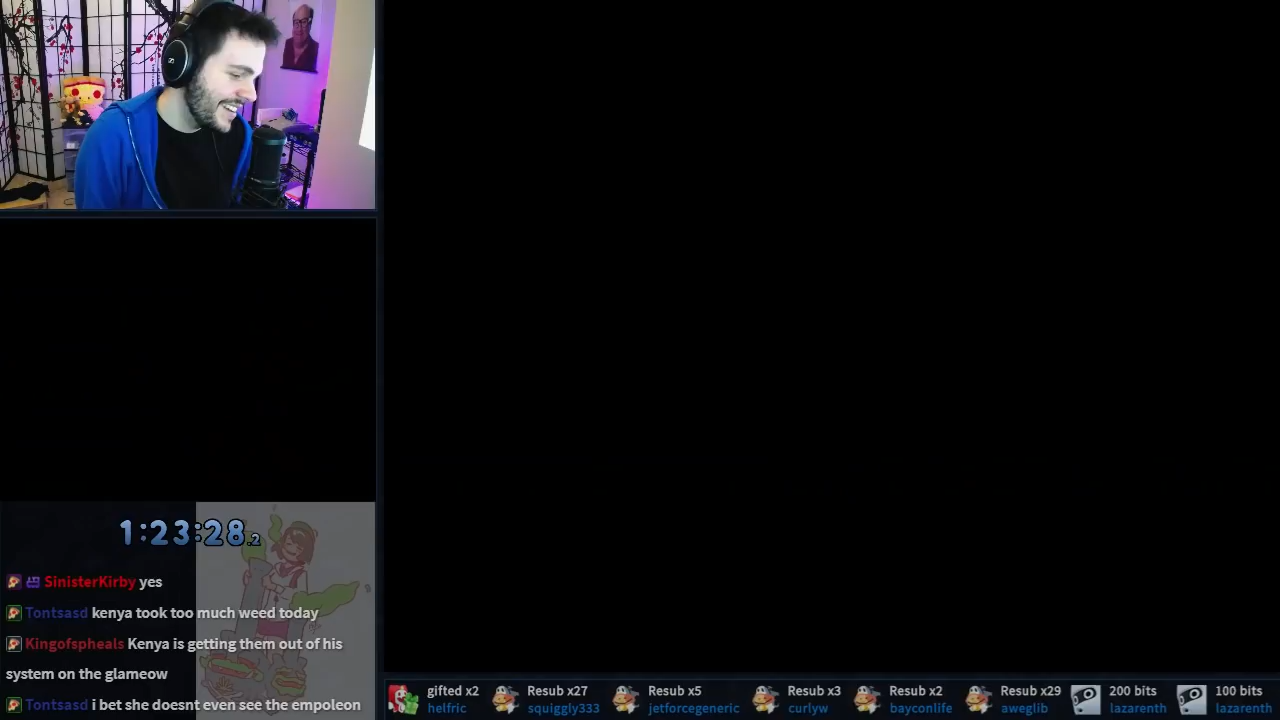 1:23:28.2
SinisterKirby yes
Tontsasd kenya took too much weed today
Kingofspheals Kenya is getting them out of his
system on the glameow
Tontsasd i bet she doesnt even see the empoleon
gifted x2
helfric
Resub x27
squiggly333
Resub x5
jetforcegeneric
Resub x3
curlyw
Resub x2
bayconlife
Resub x29
aweglib
200 bits
lazarenth
100 bits
lazarenth